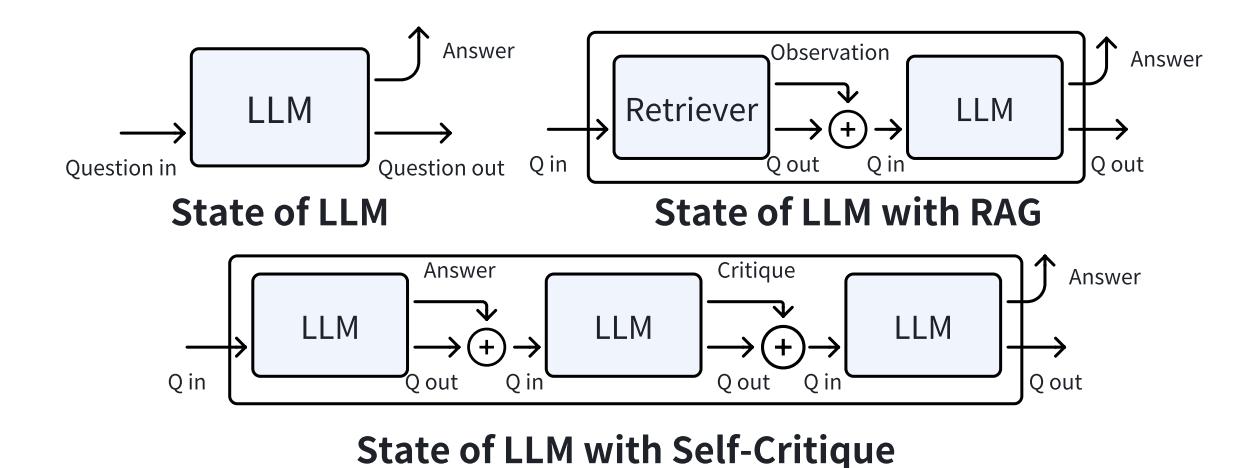 LLM
Answer
Question in
Question out
State of LLM
Retriever
Observation
LLM
Answer
Q in
Q out
Q in
Q out
State of LLM with RAG
LLM
Answer
LLM
Critique
LLM
Answer
Q in
Q out
Q in
Q out
Q in
Q out
State of LLM with Self-Critique